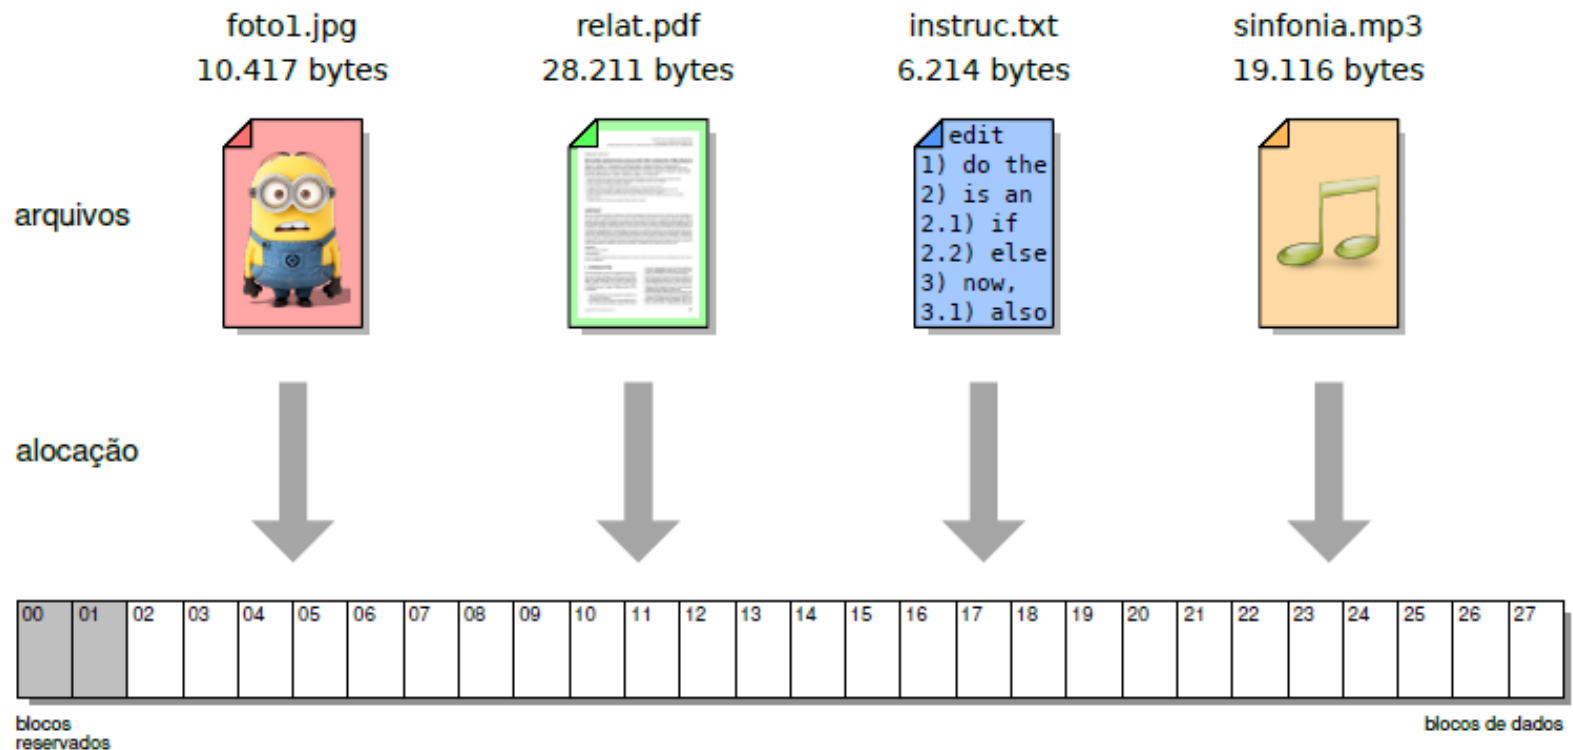 foto1.jpg
10.417 bytes
relat.pdf
28.211 bytes
instruc.txt
6.214 bytes
sinfonia.mp3
19.116 bytes
arquivos
edit
1) do the
2) is an
2.1) if
2.2) else
3) now,
3.1) also
alocação
00 01 02 03 04 05 06 07 08 09 10 11 12 13 14 15 16 17 18 19 20 21 22 23 24 25 26 27
blocos
reservados
blocos de dados